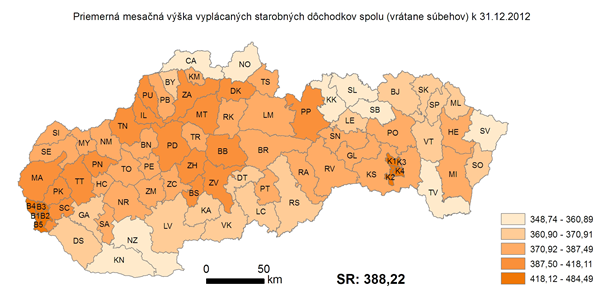 Priemerná mesačná výška vyplácaných starobných dôchodkov spolu (vrátane súbehov) k 31.12.2012
CA
NO
BY
KM
TS
PU
PB
ZA
DK
KK
SL
SB
BJ
SK
SP
ML
IL
MT
RK
LM
PP
LE
TN
TR
SN
PO
VT
HE
SV
SI
MY
NM
BN
PD
BB
BR
GL
K1
K3
SE
PN
TO
PE
ZH
RA
RV
KS
K4
K2
MI
SO
MA
TT
HC
ZM
ZC
BS
ZV
DT
PT
TV
PK
SC
NR
RS
B4
B3
GA
KA
LC
B1
B2
SA
LV
VK
B5
DS
NZ
KN
0
50
km
SR: 388,22
348,74 - 360,89
360,90 - 370,91
370,92 - 387,49
387,50 - 418,11
418,12 - 484,49